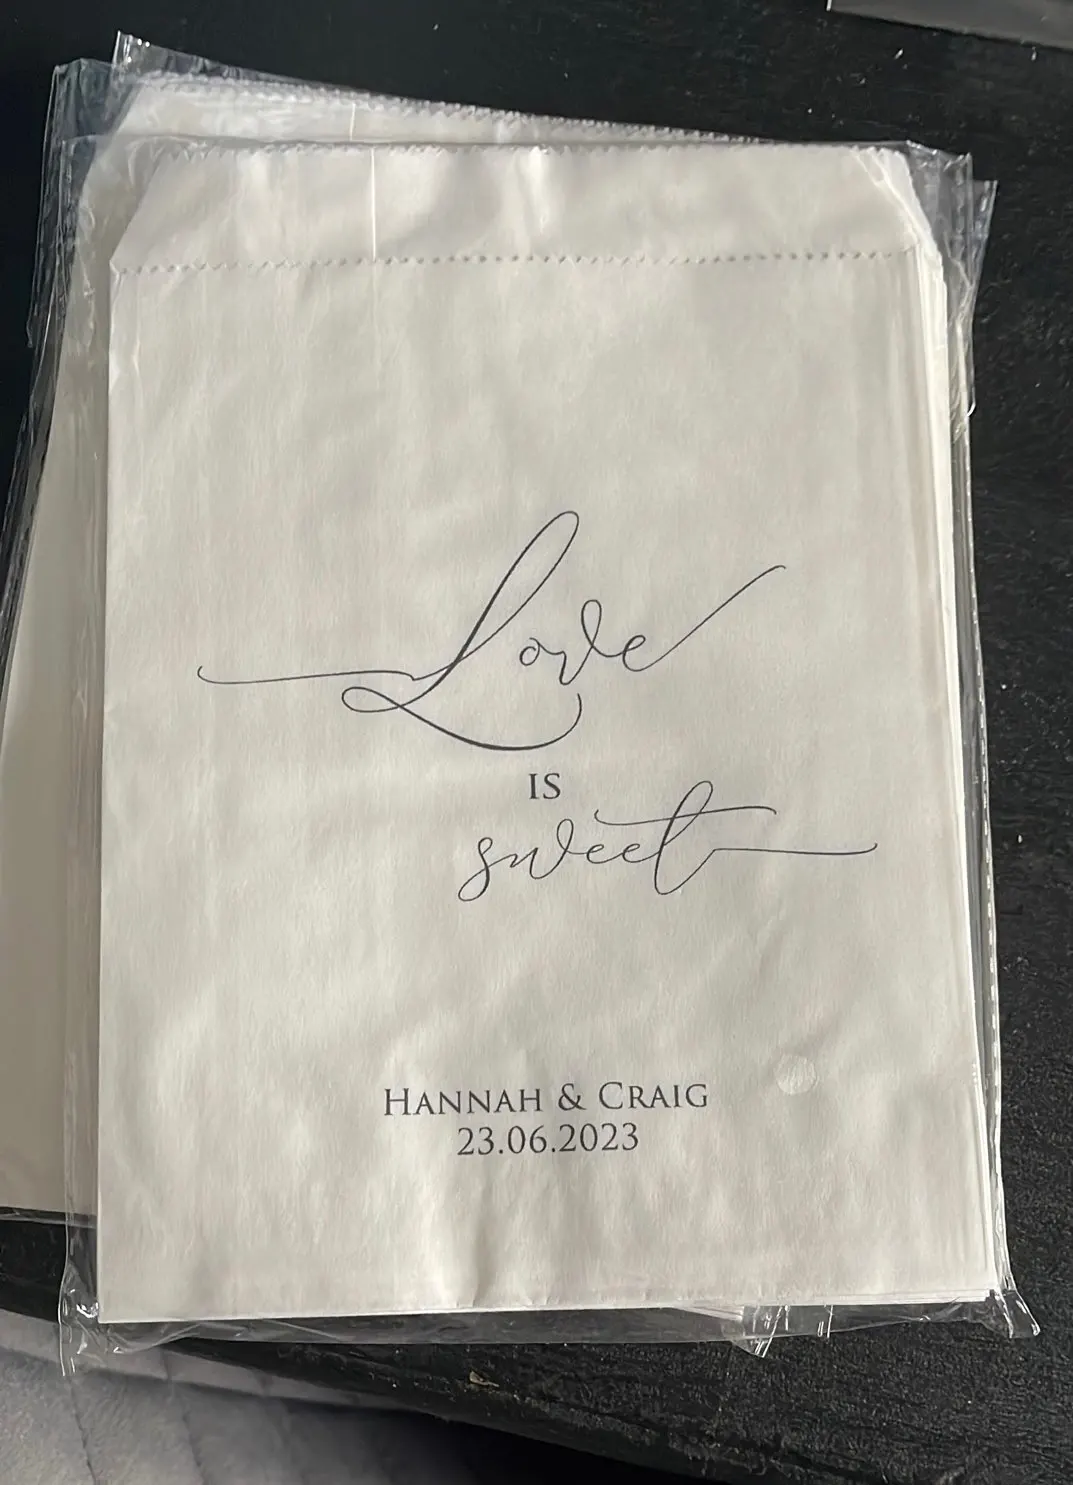 Love
IS
sweet
HANNAH & CRAIG
23.06.2023